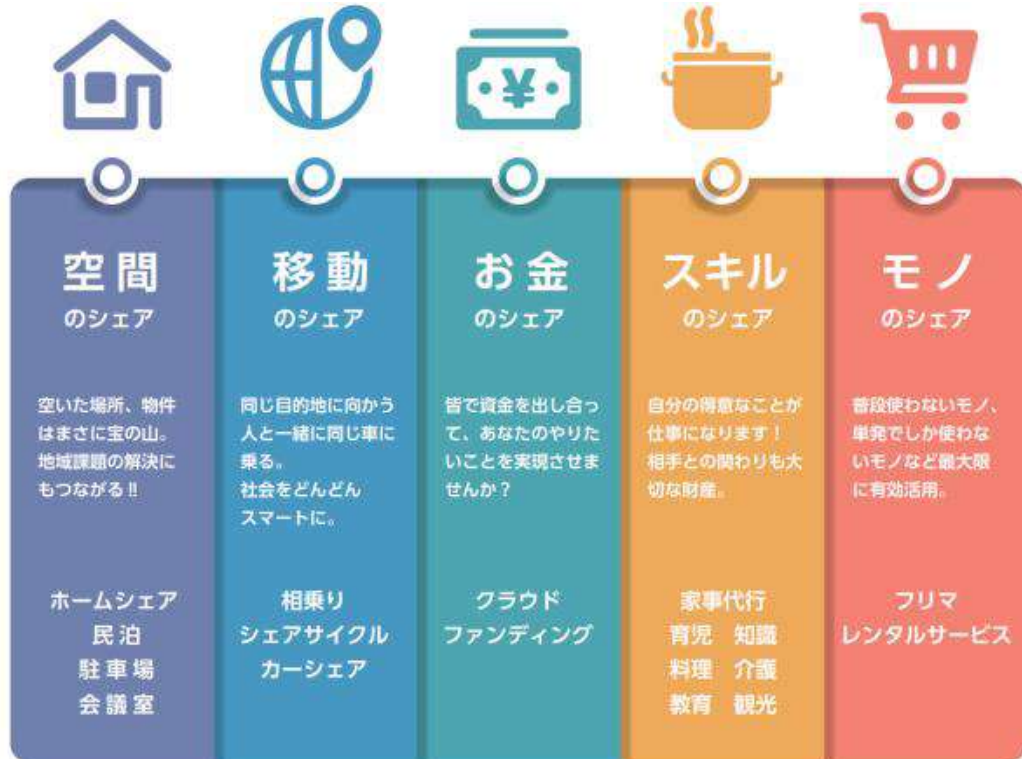 ¥
空間
のシェア
空いた場所、物件
はまさに宝の山。
地域課題の解決に
もつながる!!
ホームシェア
民泊
駐車場
会議室
移動
のシェア
同じ目的地に向かう
人と一緒に同じ車に
乗る。
社会をどんどん
スマートに。
相乗り
シェアサイクル
カーシェア
お金
のシェア
皆で資金を出し合っ
て、あなたのやりた
いことを実現させま
せんか?
クラウド
ファンディング
スキル
のシェア
自分の得意なことが
仕事になります!
相手との関わりも大
切な財産。
家事代行
育児 知識
料理 介護
教育 観光
モノ
のシェア
普段使わないモノ、
単発でしか使わな
いモノなど最大限
に有効活用。
フリマ
レンタルサービス